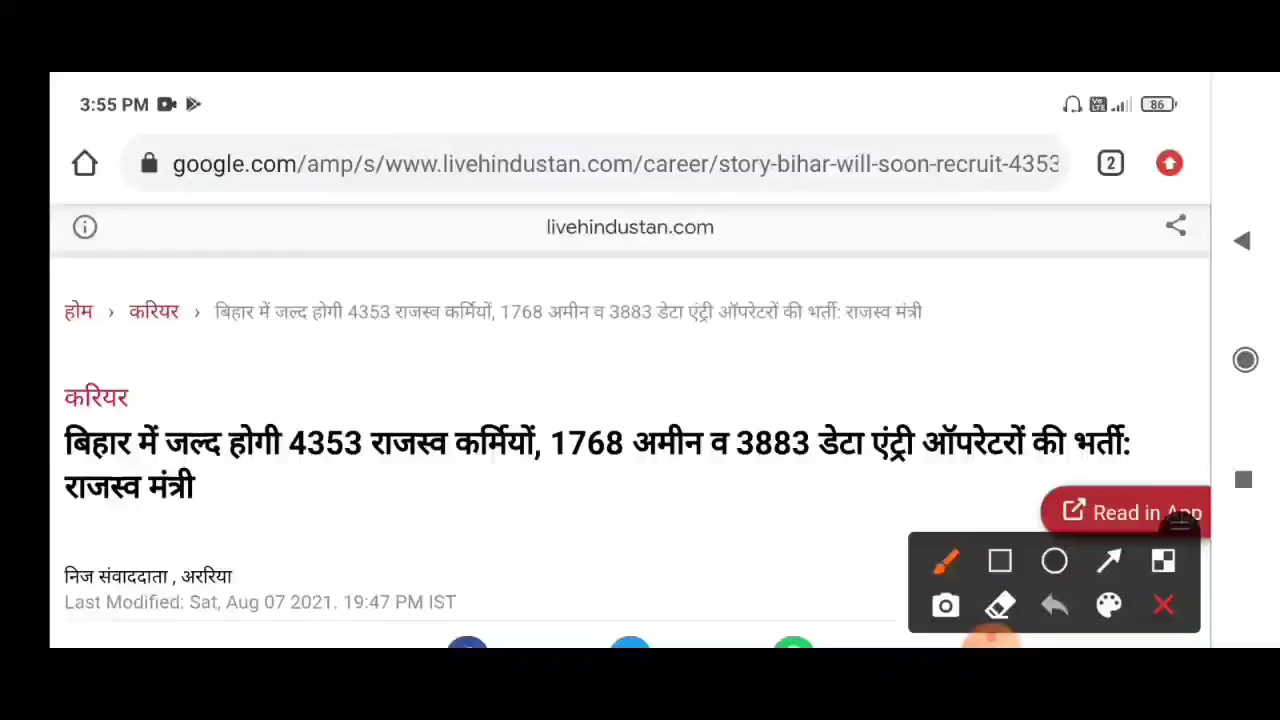 3:55 PM
Vo LTE 86
google.com/amp/s/www.livehindustan.com/career/story-bihar-will-soon-recruit-4353
2
livehindustan.com
होम › करियर › बिहार में जल्द होगी 4353 राजस्व कर्मियों, 1768 अमीन व 3883 डेटा एंट्री ऑपरेटरों की भर्ती: राजस्व मंत्री
करियर
बिहार में जल्द होगी 4353 राजस्व कर्मियों, 1768 अमीन व 3883 डेटा एंट्री ऑपरेटरों की भर्ती:
राजस्व मंत्री
Read in App
निज संवाददाता , अररिया
Last Modified: Sat, Aug 07 2021. 19:47 PM IST